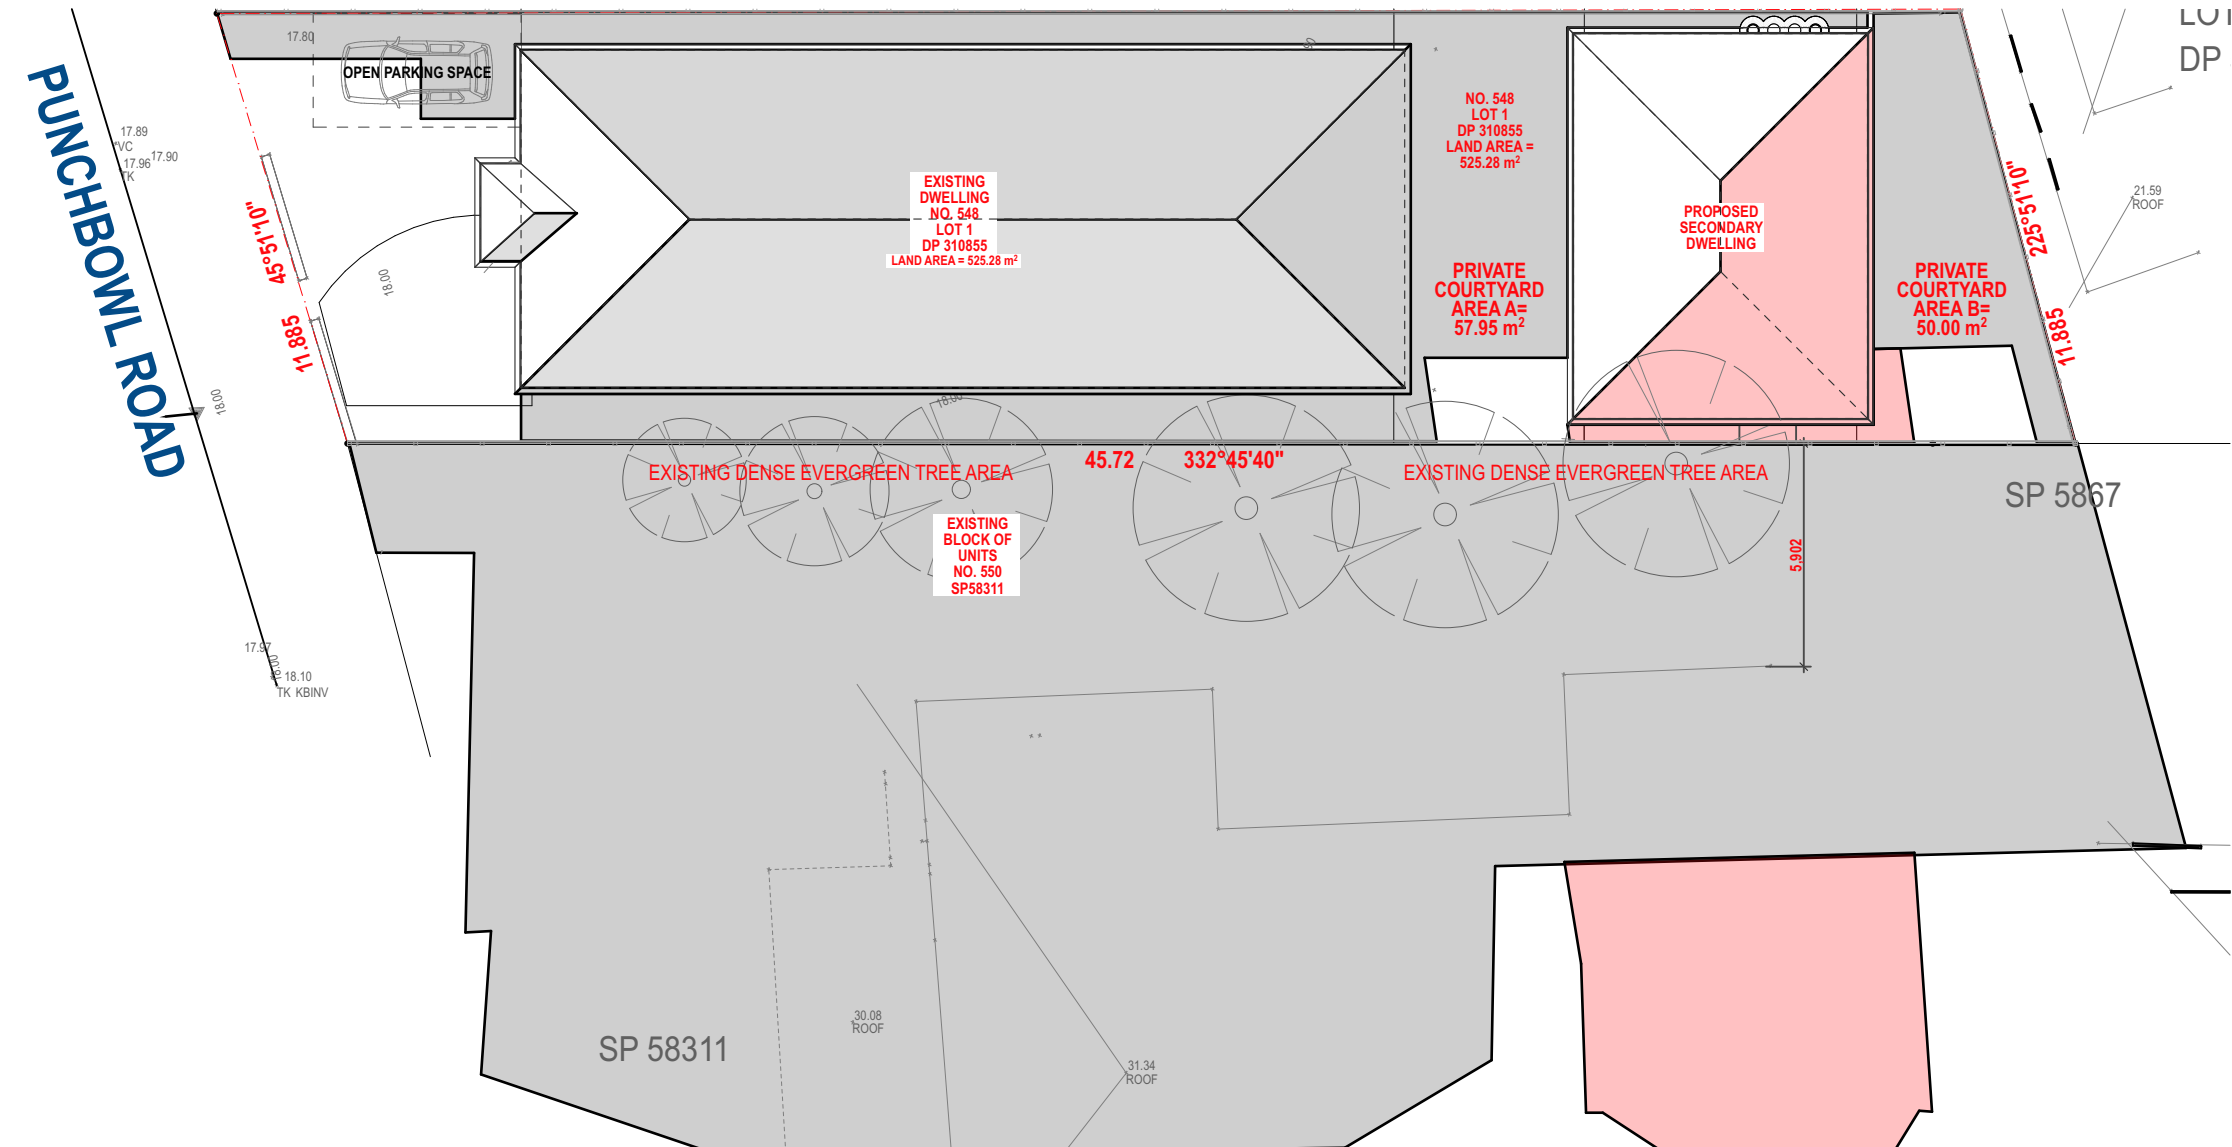 PUNCHBOWL ROAD
17.80
OPEN PARKING SPACE
17.89
VC
17.96
17.90
TK
45°51'10"
11.885
18.00
18.00
EXISTING
DWELLING
NO. 548
LOT 1
DP 310855
LAND AREA = 525.28 m²
NO. 548
LOT 1
DP 310855
LAND AREA =
525.28 m²
PROPOSED
SECONDARY
DWELLING
PRIVATE
COURTYARD
AREA A=
57.95 m²
PRIVATE
COURTYARD
AREA B=
50.00 m²
225°51'10"
11.885
21.59
ROOF
DP
18.00
EXISTING DENSE EVERGREEN TREE AREA
45.72
332°45'40"
EXISTING DENSE EVERGREEN TREE AREA
SP 5867
EXISTING
BLOCK OF
UNITS
NO. 550
SP58311
5,902
17.97
18.00
18.10
TK KBINV
30.08
ROOF
SP 58311
31.34
ROOF